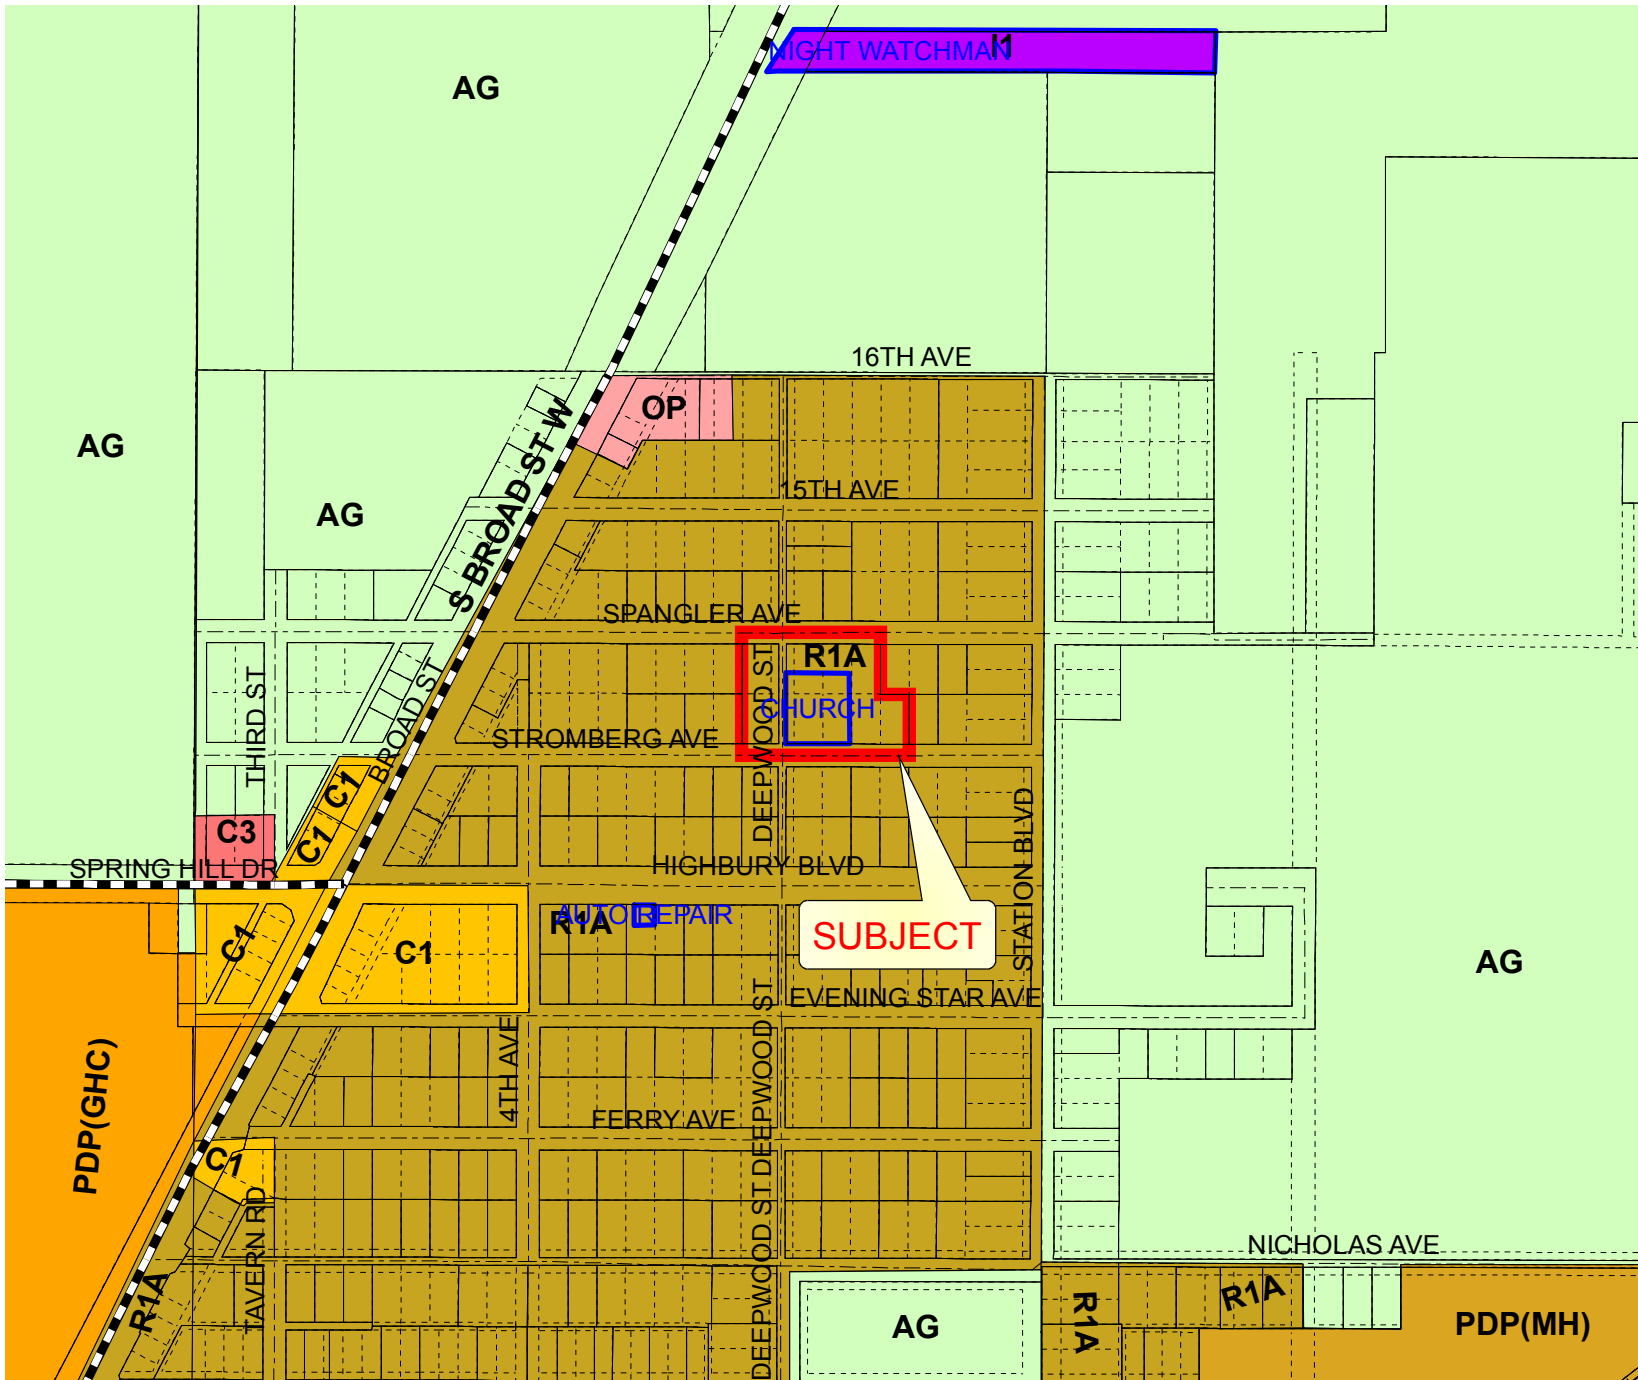 I1
NIGHT WATCHMAN
AG
16TH AVE
OP
AG
S BROAD ST W
15TH AVE
AG
SPANGLER AVE
R1A
DEEPWOOD ST
CHURCH
THIRD ST
BROAD ST
STROMBERG AVE
C1
C1
C3
STATION BLVD
SPRING HILL DR
HIGHBURY BLVD
AUTO REPAIR
R1A
SUBJECT
C1
C1
AG
EVENING STAR AVE
4TH AVE
DEEPWOOD ST
PDP(GHC)
FERRY AVE
C1
DEEPWOOD ST
TAVERN RD
NICHOLAS AVE
R1A
R1A
R1A
AG
PDP(MH)